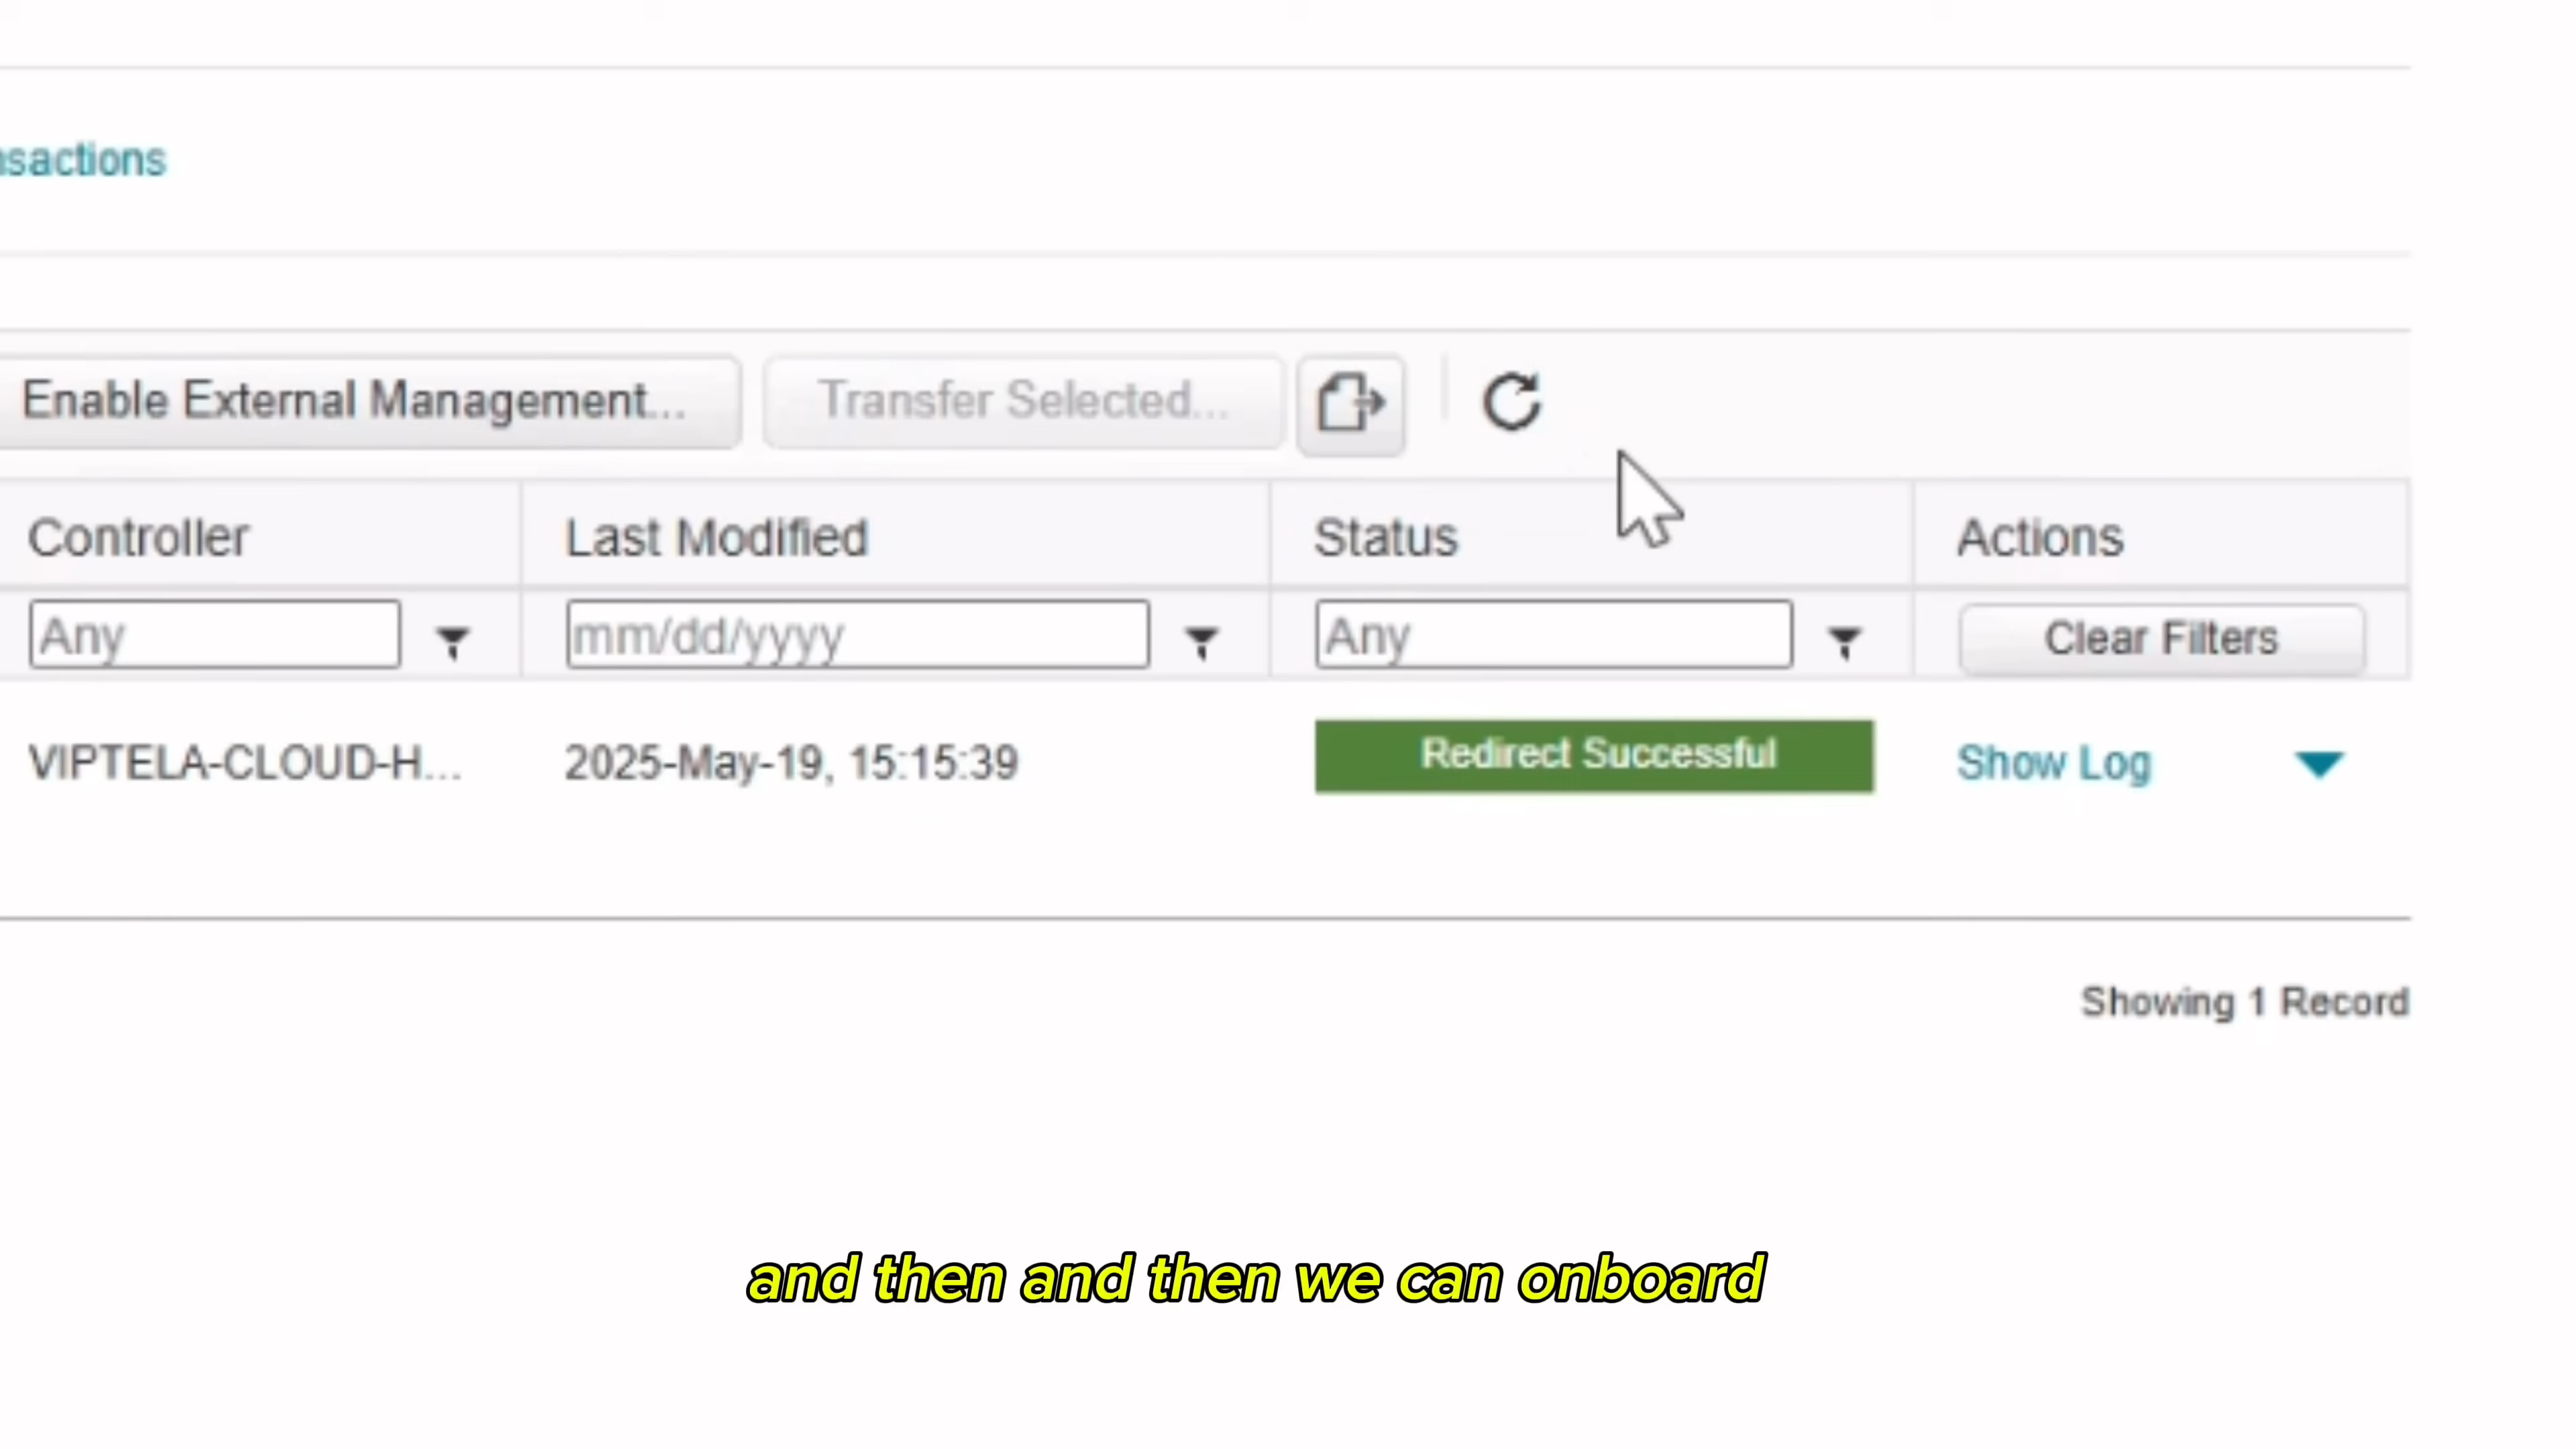 nsactions
Enable External Management... Transfer Selected...
Controller Last Modified Status Actions
Any mm/dd/yyyy Any Clear Filters
VIPTELA-CLOUD-H... 2025-May-19, 15:15:39 Redirect Successful Show Log
Showing 1 Record
and then and then we can onboard